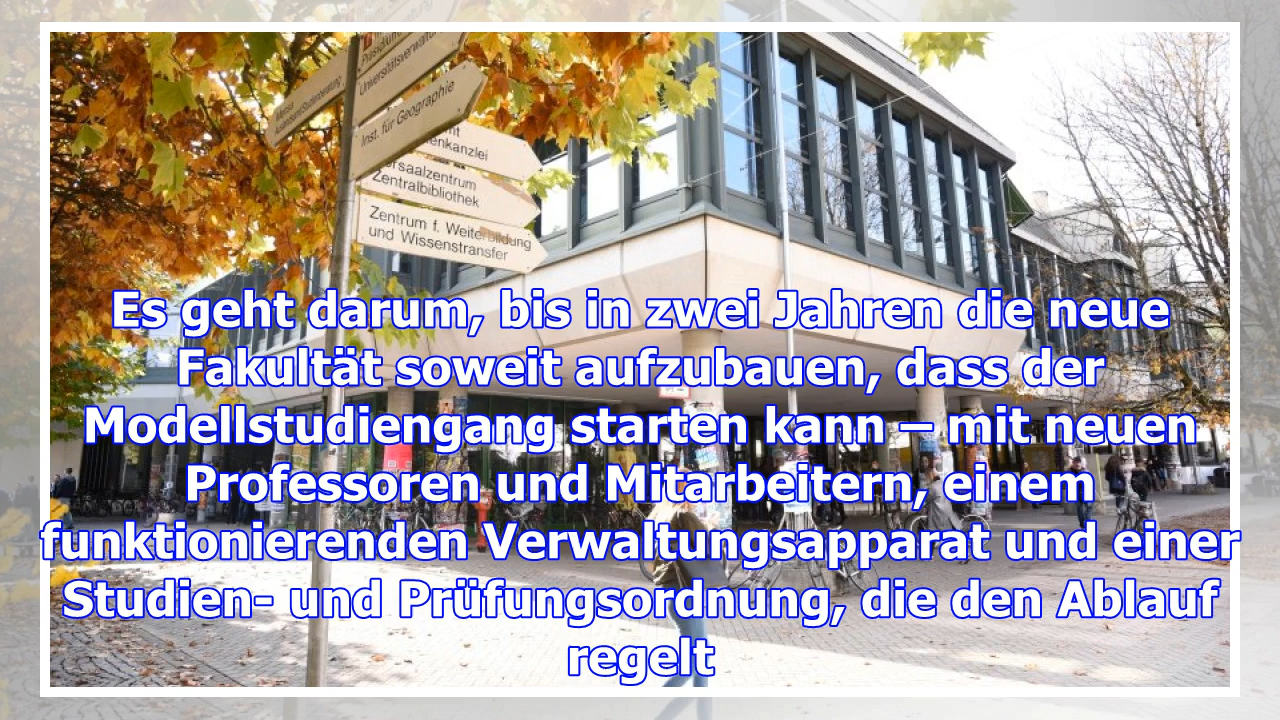 Universitätsverwaltung
Inst. für Geographie
Zentralbibliothek
Zentrum f. Weiterbildung
und Wissenstransfer
Es geht darum, bis in zwei Jahren die neue
Fakultät soweit aufzubauen, dass der
Modellstudiengang starten kann – mit neuen
Professoren und Mitarbeitern, einem
funktionierenden Verwaltungsapparat und einer
Studien- und Prüfungsordnung, die den Ablauf
regelt